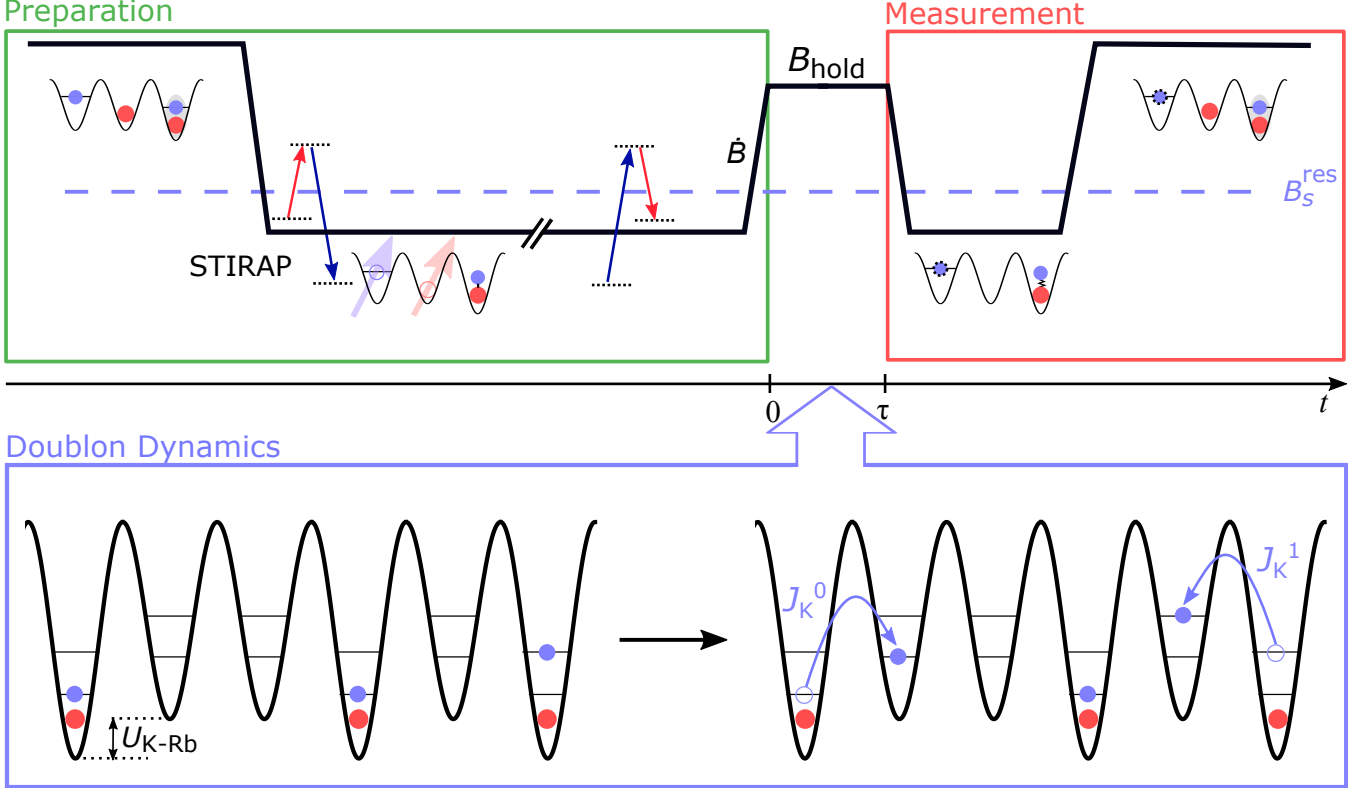 Preparation
Measurement
B_hold
Ḃ
B_s^res
STIRAP
0
τ
t
Doublon Dynamics
J_K^0
J_K^1
U_K-Rb